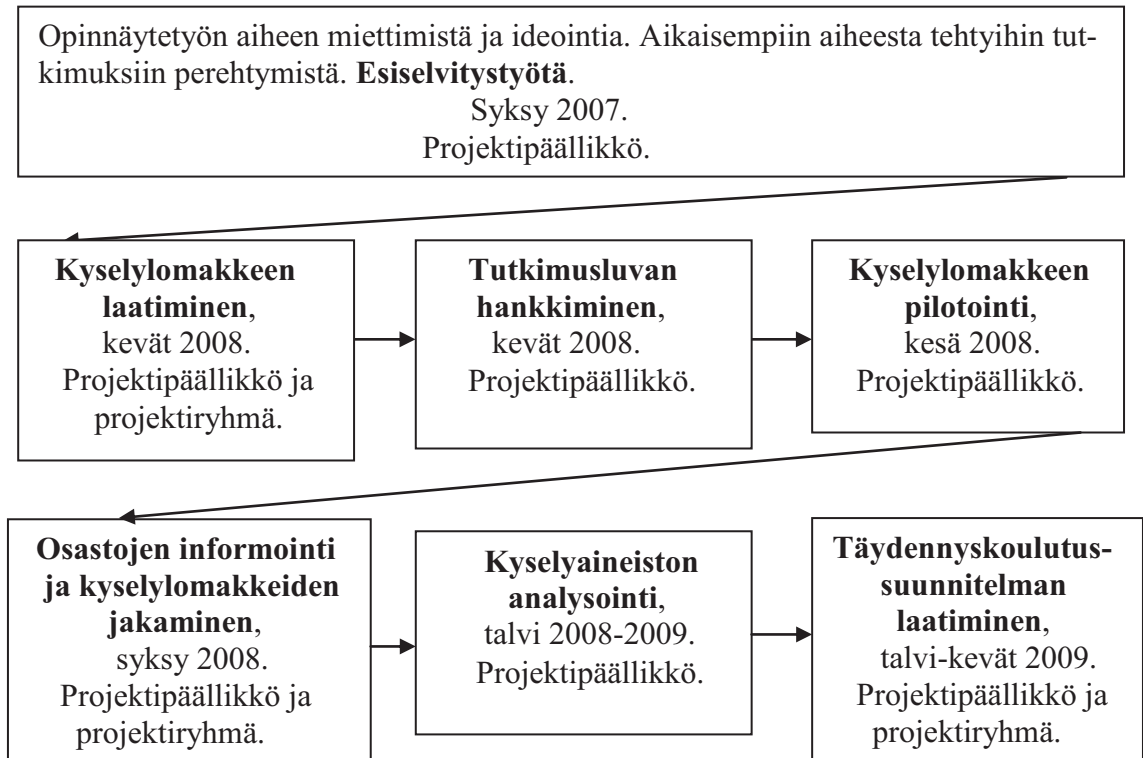 Opinnäytetyön aiheen miettimistä ja ideointia. Aikaisempiin aiheesta tehtyihin tut-
kimuksiin perehtymistä. Esiselvitystyötä.
Syksy 2007.
Projektipäällikkö.
Kyselylomakkeen
laatiminen,
kevät 2008.
Projektipäällikkö ja
projektiryhmä.
Tutkimusluvan
hankkiminen,
kevät 2008.
Projektipäällikkö.
Kyselylomakkeen
pilotointi,
kesä 2008.
Projektipäällikkö.
Osastojen informointi
ja kyselylomakkeiden
jakaminen,
syksy 2008.
Projektipäällikkö ja
projektiryhmä.
Kyselyaineiston
analysointi,
talvi 2008-2009.
Projektipäällikkö.
Täydennyskoulutus-
suunnitelman
laatiminen,
talvi-kevät 2009.
Projektipäällikkö ja
projektiryhmä.